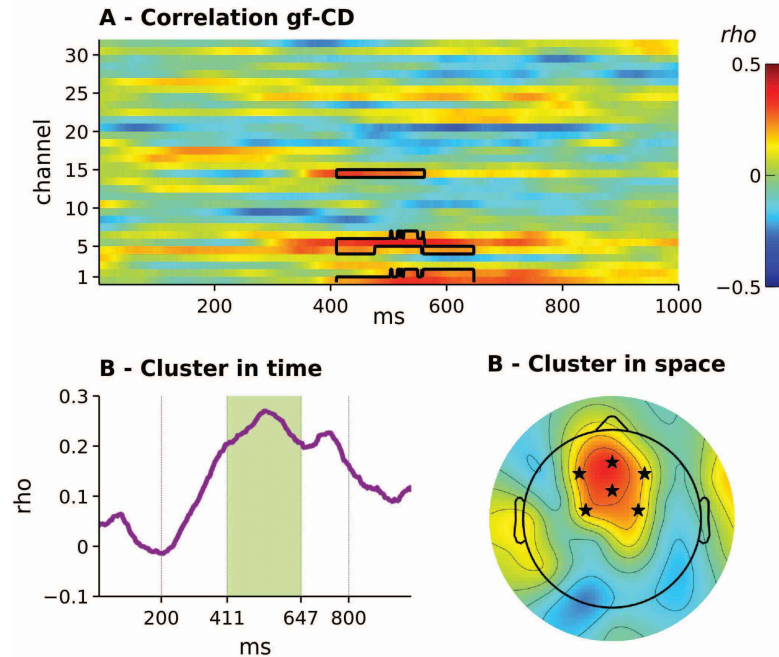 A - Correlation gf-CD
rho
30
25
20
15
10
5
1
channel
200 400 600 800 1000
ms
0.5
0
−0.5
B - Cluster in time
0.3
0.2
0.1
0
−0.1
rho
200 411 647 800
ms
B - Cluster in space